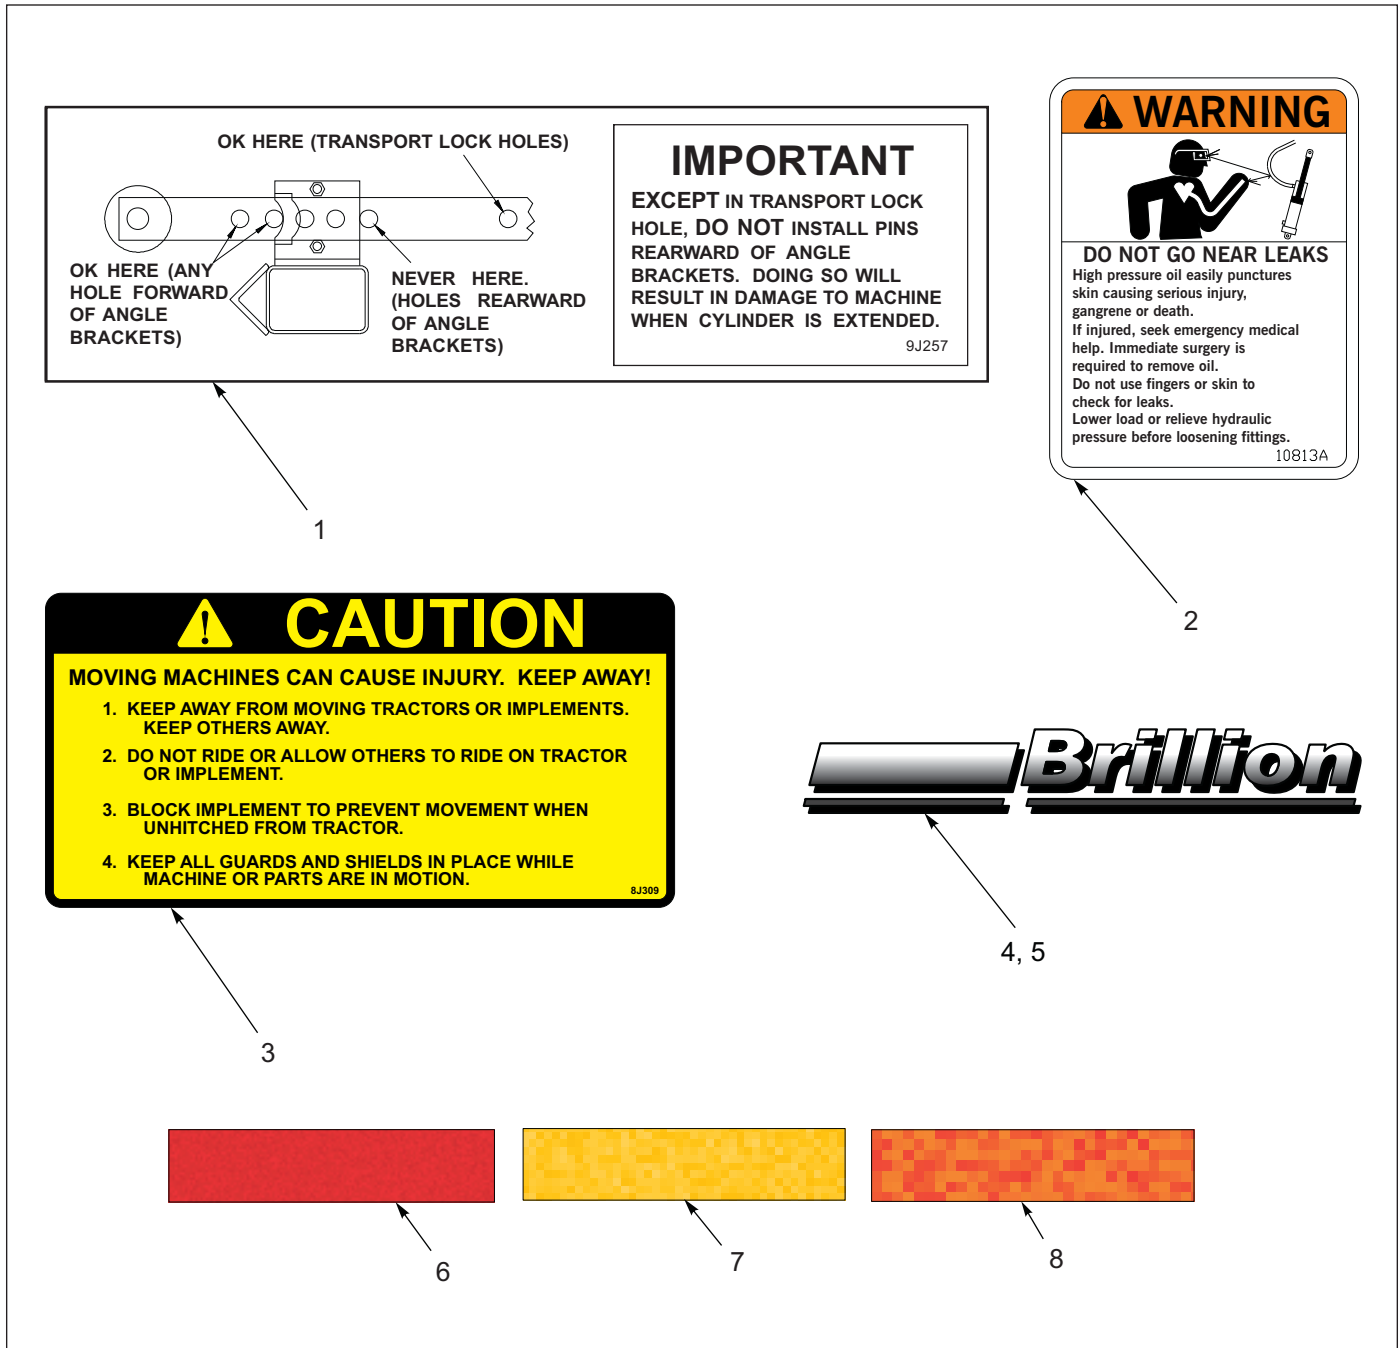 OK HERE (TRANSPORT LOCK HOLES)
OK HERE (ANY
HOLE FORWARD
OF ANGLE
BRACKETS)
NEVER HERE.
(HOLES REARWARD
OF ANGLE
BRACKETS)
IMPORTANT
EXCEPT IN TRANSPORT LOCK
HOLE, DO NOT INSTALL PINS
REARWARD OF ANGLE
BRACKETS. DOING SO WILL
RESULT IN DAMAGE TO MACHINE
WHEN CYLINDER IS EXTENDED.
9J257
1
WARNING
DO NOT GO NEAR LEAKS
High pressure oil easily punctures
skin causing serious injury,
gangrene or death.
If injured, seek emergency medical
help. Immediate surgery is
required to remove oil.
Do not use fingers or skin to
check for leaks.
Lower load or relieve hydraulic
pressure before loosening fittings.
10813A
2
CAUTION
MOVING MACHINES CAN CAUSE INJURY. KEEP AWAY!
1. KEEP AWAY FROM MOVING TRACTORS OR IMPLEMENTS.
KEEP OTHERS AWAY.
2. DO NOT RIDE OR ALLOW OTHERS TO RIDE ON TRACTOR
OR IMPLEMENT.
3. BLOCK IMPLEMENT TO PREVENT MOVEMENT WHEN
UNHITCHED FROM TRACTOR.
4. KEEP ALL GUARDS AND SHIELDS IN PLACE WHILE
MACHINE OR PARTS ARE IN MOTION.
8J309
3
Brillion
4, 5
6
7
8